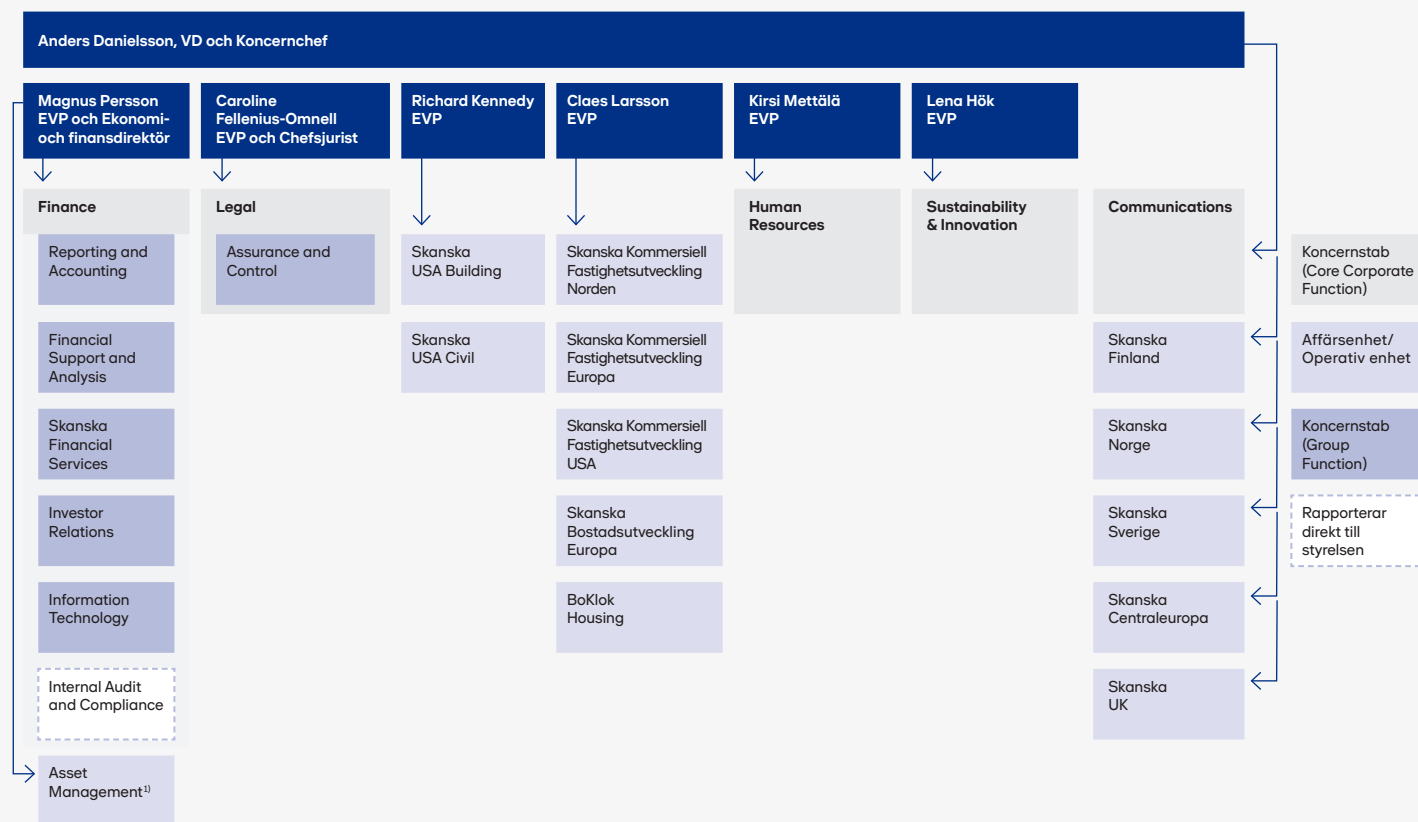 Anders Danielsson, VD och Koncernchef
Magnus Persson
EVP och Ekonomi-
och finansdirektör
Caroline
Fellenius-Omnell
EVP och Chefsjurist
Richard Kennedy
EVP
Claes Larsson
EVP
Kirsi Mettälä
EVP
Lena Hök
EVP
Finance
Reporting and
Accounting
Financial
Support and
Analysis
Skanska
Financial
Services
Investor
Relations
Information
Technology
Internal Audit
and Compliance
Asset
Management1)
Legal
Assurance and
Control
Skanska
USA Building
Skanska
USA Civil
Skanska Kommersiell
Fastighetsutveckling
Norden
Skanska Kommersiell
Fastighetsutveckling
Europa
Skanska Kommersiell
Fastighetsutveckling
USA
Skanska
Bostadsutveckling
Europa
BoKlok
Housing
Human
Resources
Sustainability
& Innovation
Communications
Skanska
Finland
Skanska
Norge
Skanska
Sverige
Skanska
Centraleuropa
Skanska
UK
Koncernstab
(Core Corporate
Function)
Affärsenhet/
Operativ enhet
Koncernstab
(Group
Function)
Rapporterar
direkt till
styrelsen